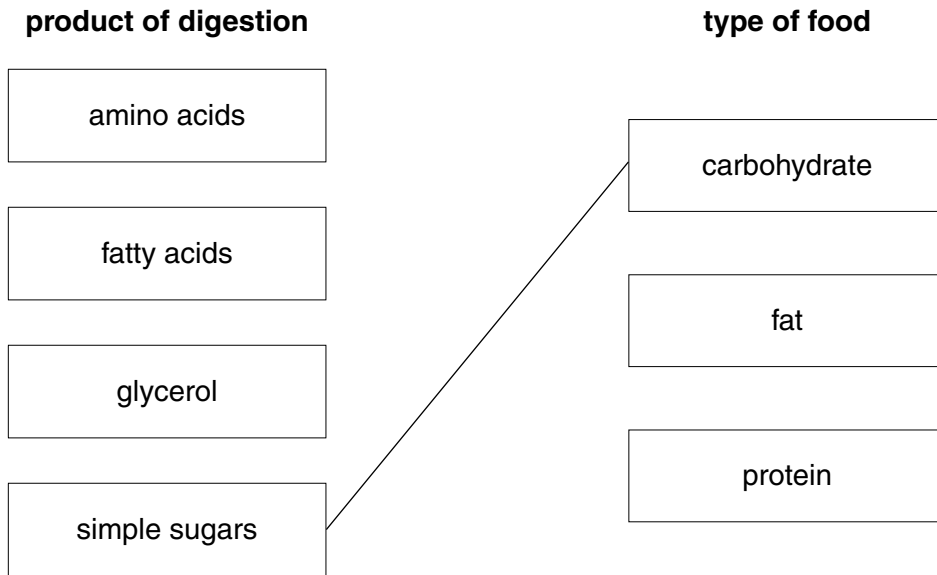 product of digestion
type of food
amino acids
carbohydrate
fatty acids
fat
glycerol
protein
simple sugars